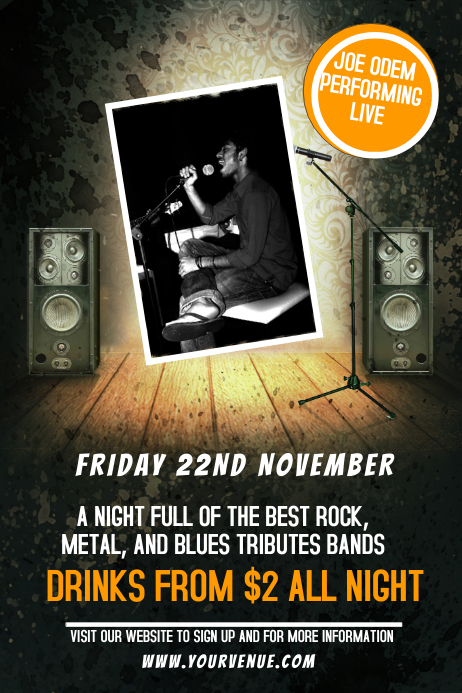 JOE ODEM
PERFORMING
LIVE
FRIDAY 22ND NOVEMBER
A NIGHT FULL OF THE BEST ROCK,
METAL, AND BLUES TRIBUTES BANDS
DRINKS FROM $2 ALL NIGHT
VISIT OUR WEBSITE TO SIGN UP AND FOR MORE INFORMATION
WWW.YOURVENUE.COM